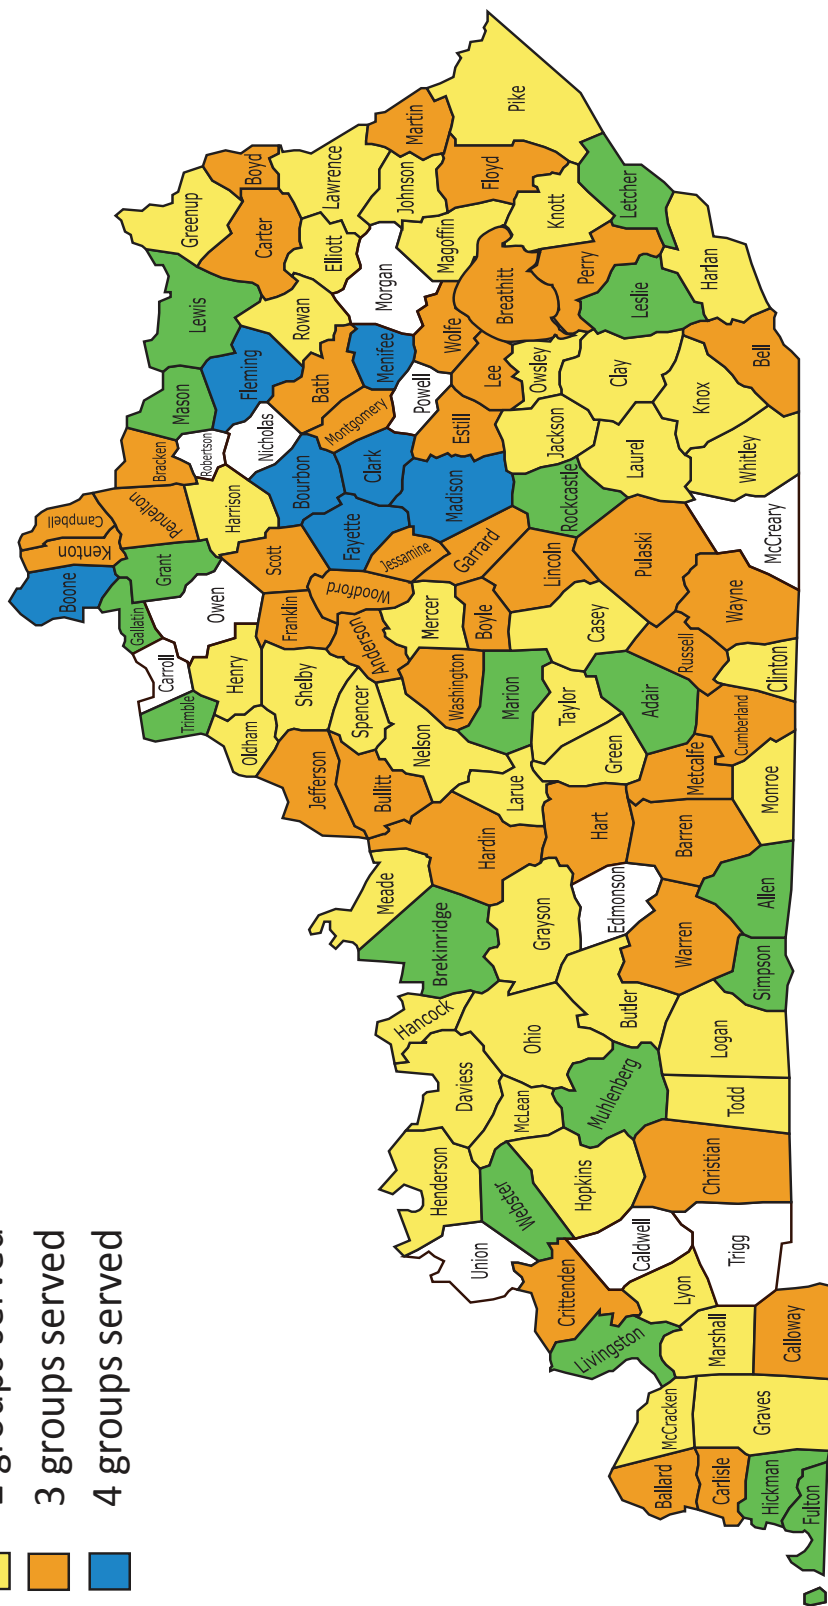 groups served
3 groups served
4 groups served
Pike
Martin
Boyd
Lawrence
Johnson
Floyd
Greenup
Carter
Elliott
Magoffin
Knott
Letcher
Lewis
Rowan
Morgan
Breathitt
Perry
Leslie
Harlan
Mason
Fleming
Bath
Menifee
Wolfe
Lee
Owsley
Clay
Knox
Bell
Bracken
Robertson
Nicholas
Montgomery
Powell
Estill
Jackson
Laurel
Whitley
Campbell
Pendelton
Harrison
Bourbon
Clark
Madison
Rockcastle
McCreary
Kenton
Boone
Grant
Scott
Fayette
Jessamine
Garrard
Lincoln
Pulaski
Wayne
Gallatin
Owen
Franklin
Woodford
Mercer
Boyle
Casey
Russell
Clinton
Carroll
Trimble
Henry
Shelby
Anderson
Washington
Marion
Taylor
Adair
Cumberland
Oldham
Spencer
Nelson
Green
Metcalfe
Monroe
Jefferson
Bullitt
Larue
Hardin
Hart
Barren
Meade
Brekinridge
Grayson
Edmonson
Warren
Allen
Simpson
Hancock
Ohio
Butler
Logan
Daviess
McLean
Muhlenberg
Todd
Henderson
Webster
Hopkins
Christian
Union
Crittenden
Caldwell
Trigg
Livingston
Lyon
Marshall
Calloway
McCracken
Graves
Ballard
Carlisle
Hickman
Fulton